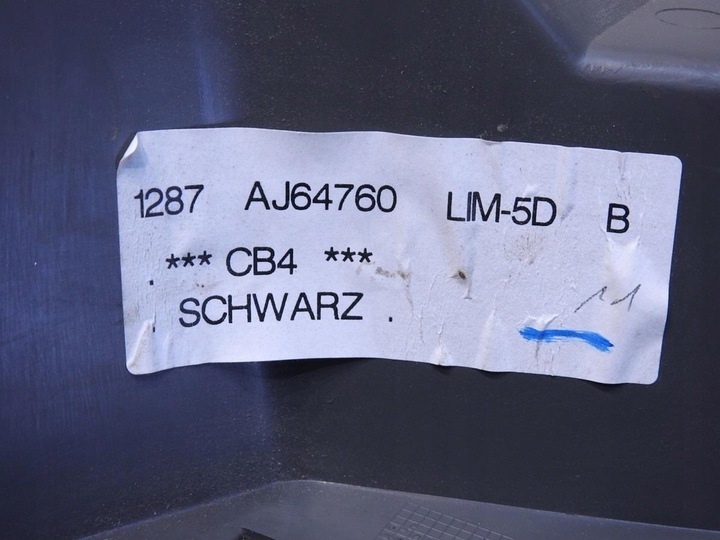 1287 AJ64760 LIM-5D B
. *** CB4 ***
. SCHWARZ .